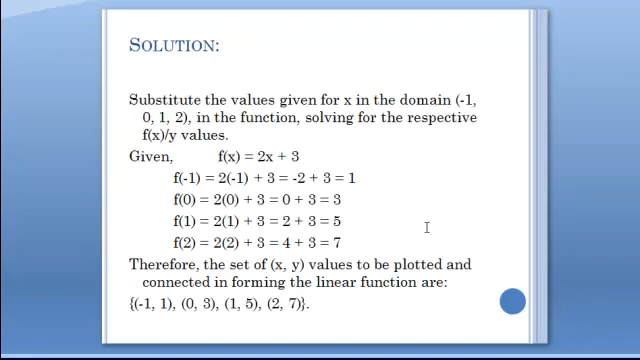 SOLUTION:
Substitute the values given for x in the domain (-1,
0, 1, 2), in the function, solving for the respective
f(x)/y values.
Given, f(x) = 2x + 3
f(-1) = 2(-1) + 3 = -2 + 3 = 1
f(0) = 2(0) + 3 = 0 + 3 = 3
f(1) = 2(1) + 3 = 2 + 3 = 5
f(2) = 2(2) + 3 = 4 + 3 = 7
Therefore, the set of (x, y) values to be plotted and
connected in forming the linear function are:
{(-1, 1), (0, 3), (1, 5), (2, 7)}.